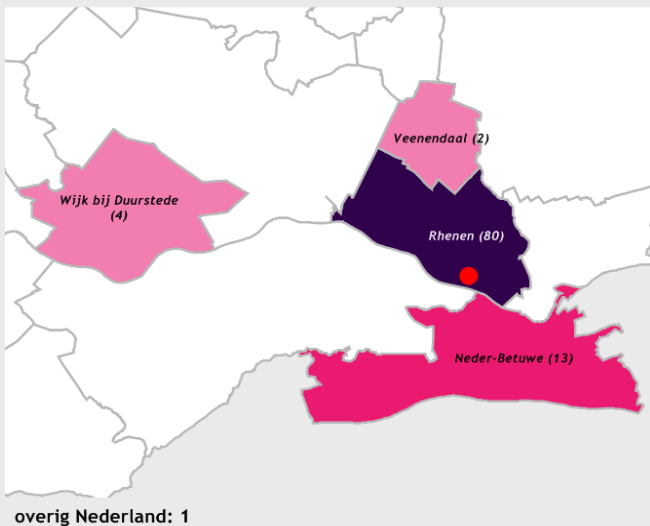 Veenendaal (2)
Wijk bij Duurstede
(4)
Rhenen (80)
Neder-Betuwe (13)
overig Nederland: 1